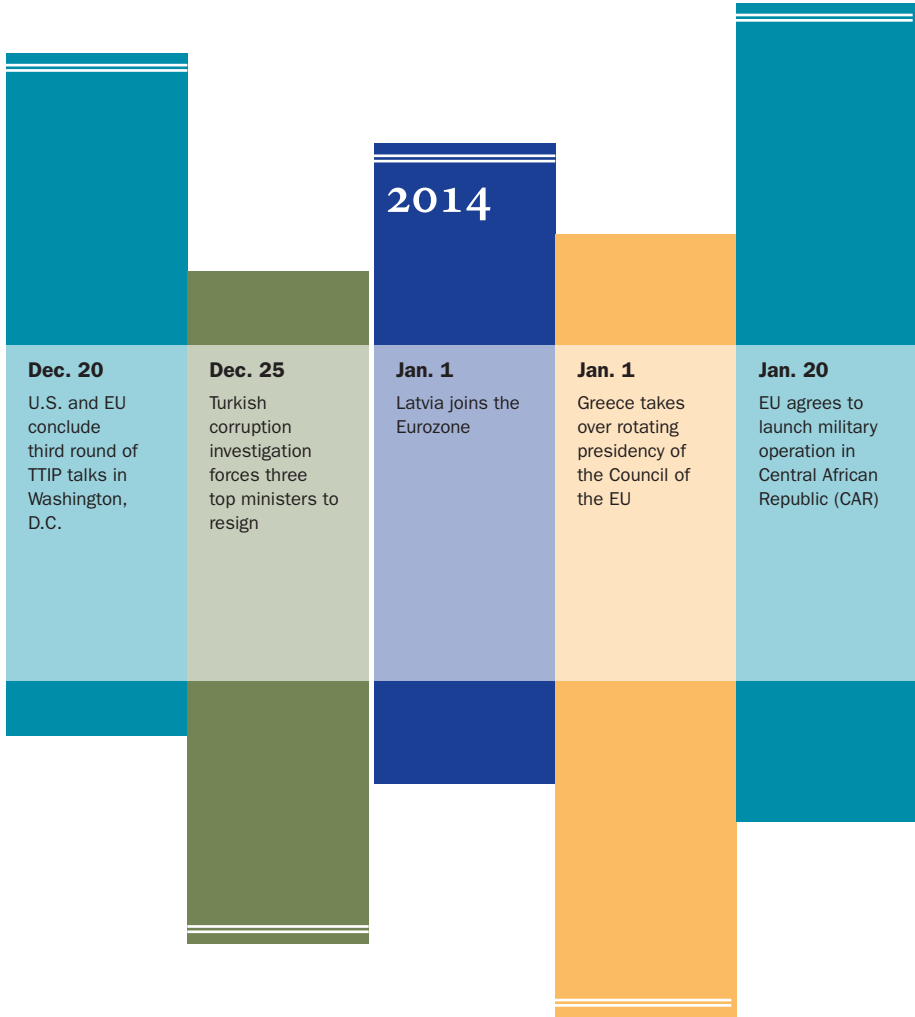 Dec. 20
U.S. and EU
conclude
third round of
TTIP talks in
Washington,
D.C.
Dec. 25
Turkish
corruption
investigation
forces three
top ministers to
resign
2014
Jan. 1
Latvia joins the
Eurozone
Jan. 1
Greece takes
over rotating
presidency of
the Council of
the EU
Jan. 20
EU agrees to
launch military
operation in
Central African
Republic (CAR)